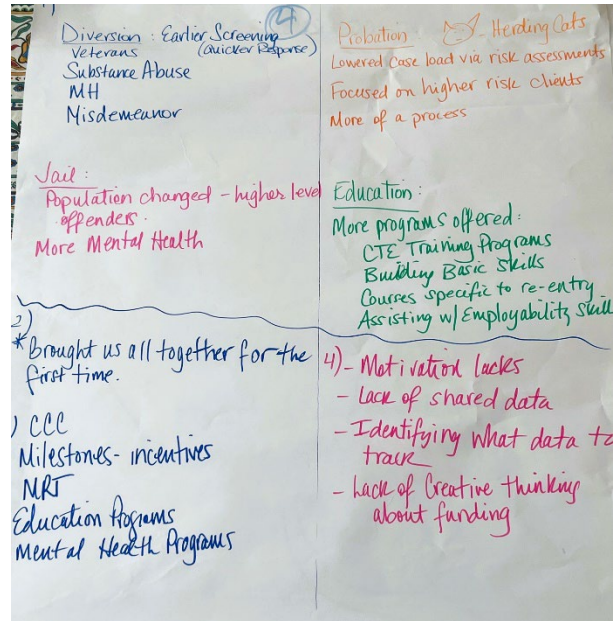 4
Diversion : Earlier Screening
(Quicker Response)
Veterans
Substance Abuse
MH
Misdemeanor
Probation - Herding Cats
Lowered Case load via risk assessments
Focused on higher risk clients
More of a process
Jail :
Population changed - higher level
offenders.
More Mental Health
Education :
More programs offered:
CTE Training Programs
Building Basic Skills
Courses specific to re-entry
Assisting w/ Employability Skill
2)
* Brought us all together for the
first time.
) CCC
Milestones - incentives
MRT
Education Programs
Mental Health Programs
4) - Motivation lacks
- Lack of shared data
- Identifying what data to
track
- Lack of Creative thinking
about funding